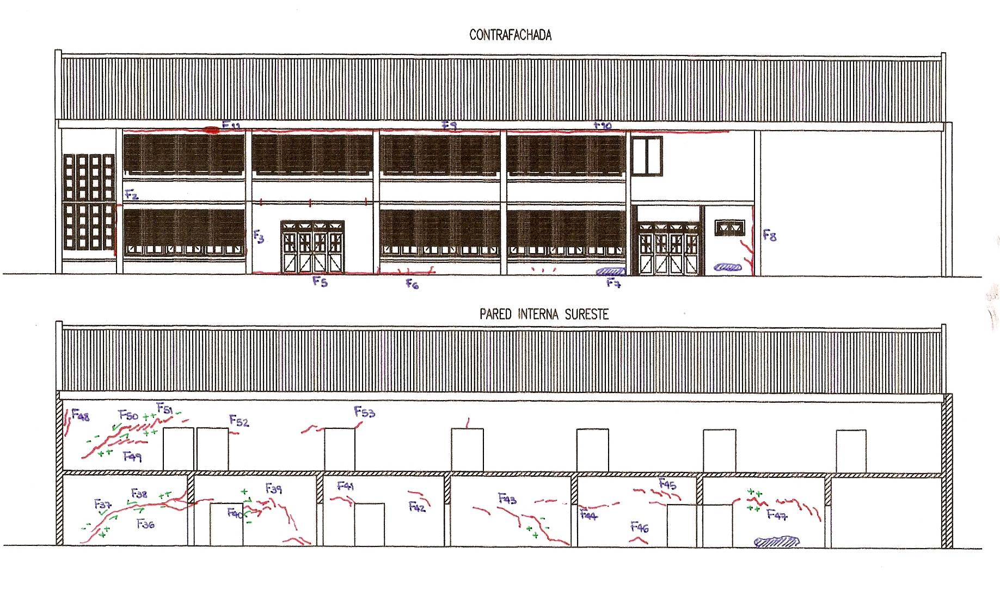 CONTRAFACHADA
F11 F9 F10
F2
F3 F8
F5 F6 F7
PARED INTERNA SURESTE
F48 F50 ++ F51 -
F52 F53
-- ++
++ F49
F38 ++ + F39 F41 F45 ++
F37 F43 ++
F40 F42 F44 F47
-- F36 - -
++ ++ F46